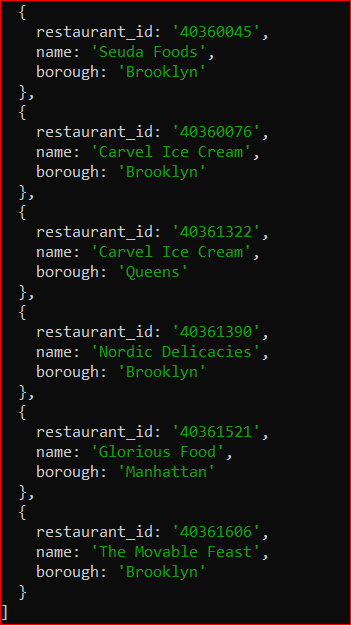 {
    restaurant_id: '40360045',
    name: 'Seuda Foods',
    borough: 'Brooklyn'
  },
  {
    restaurant_id: '40360076',
    name: 'Carvel Ice Cream',
    borough: 'Brooklyn'
  },
  {
    restaurant_id: '40361322',
    name: 'Carvel Ice Cream',
    borough: 'Queens'
  },
  {
    restaurant_id: '40361390',
    name: 'Nordic Delicacies',
    borough: 'Brooklyn'
  },
  {
    restaurant_id: '40361521',
    name: 'Glorious Food',
    borough: 'Manhattan'
  },
  {
    restaurant_id: '40361606',
    name: 'The Movable Feast',
    borough: 'Brooklyn'
  }
]